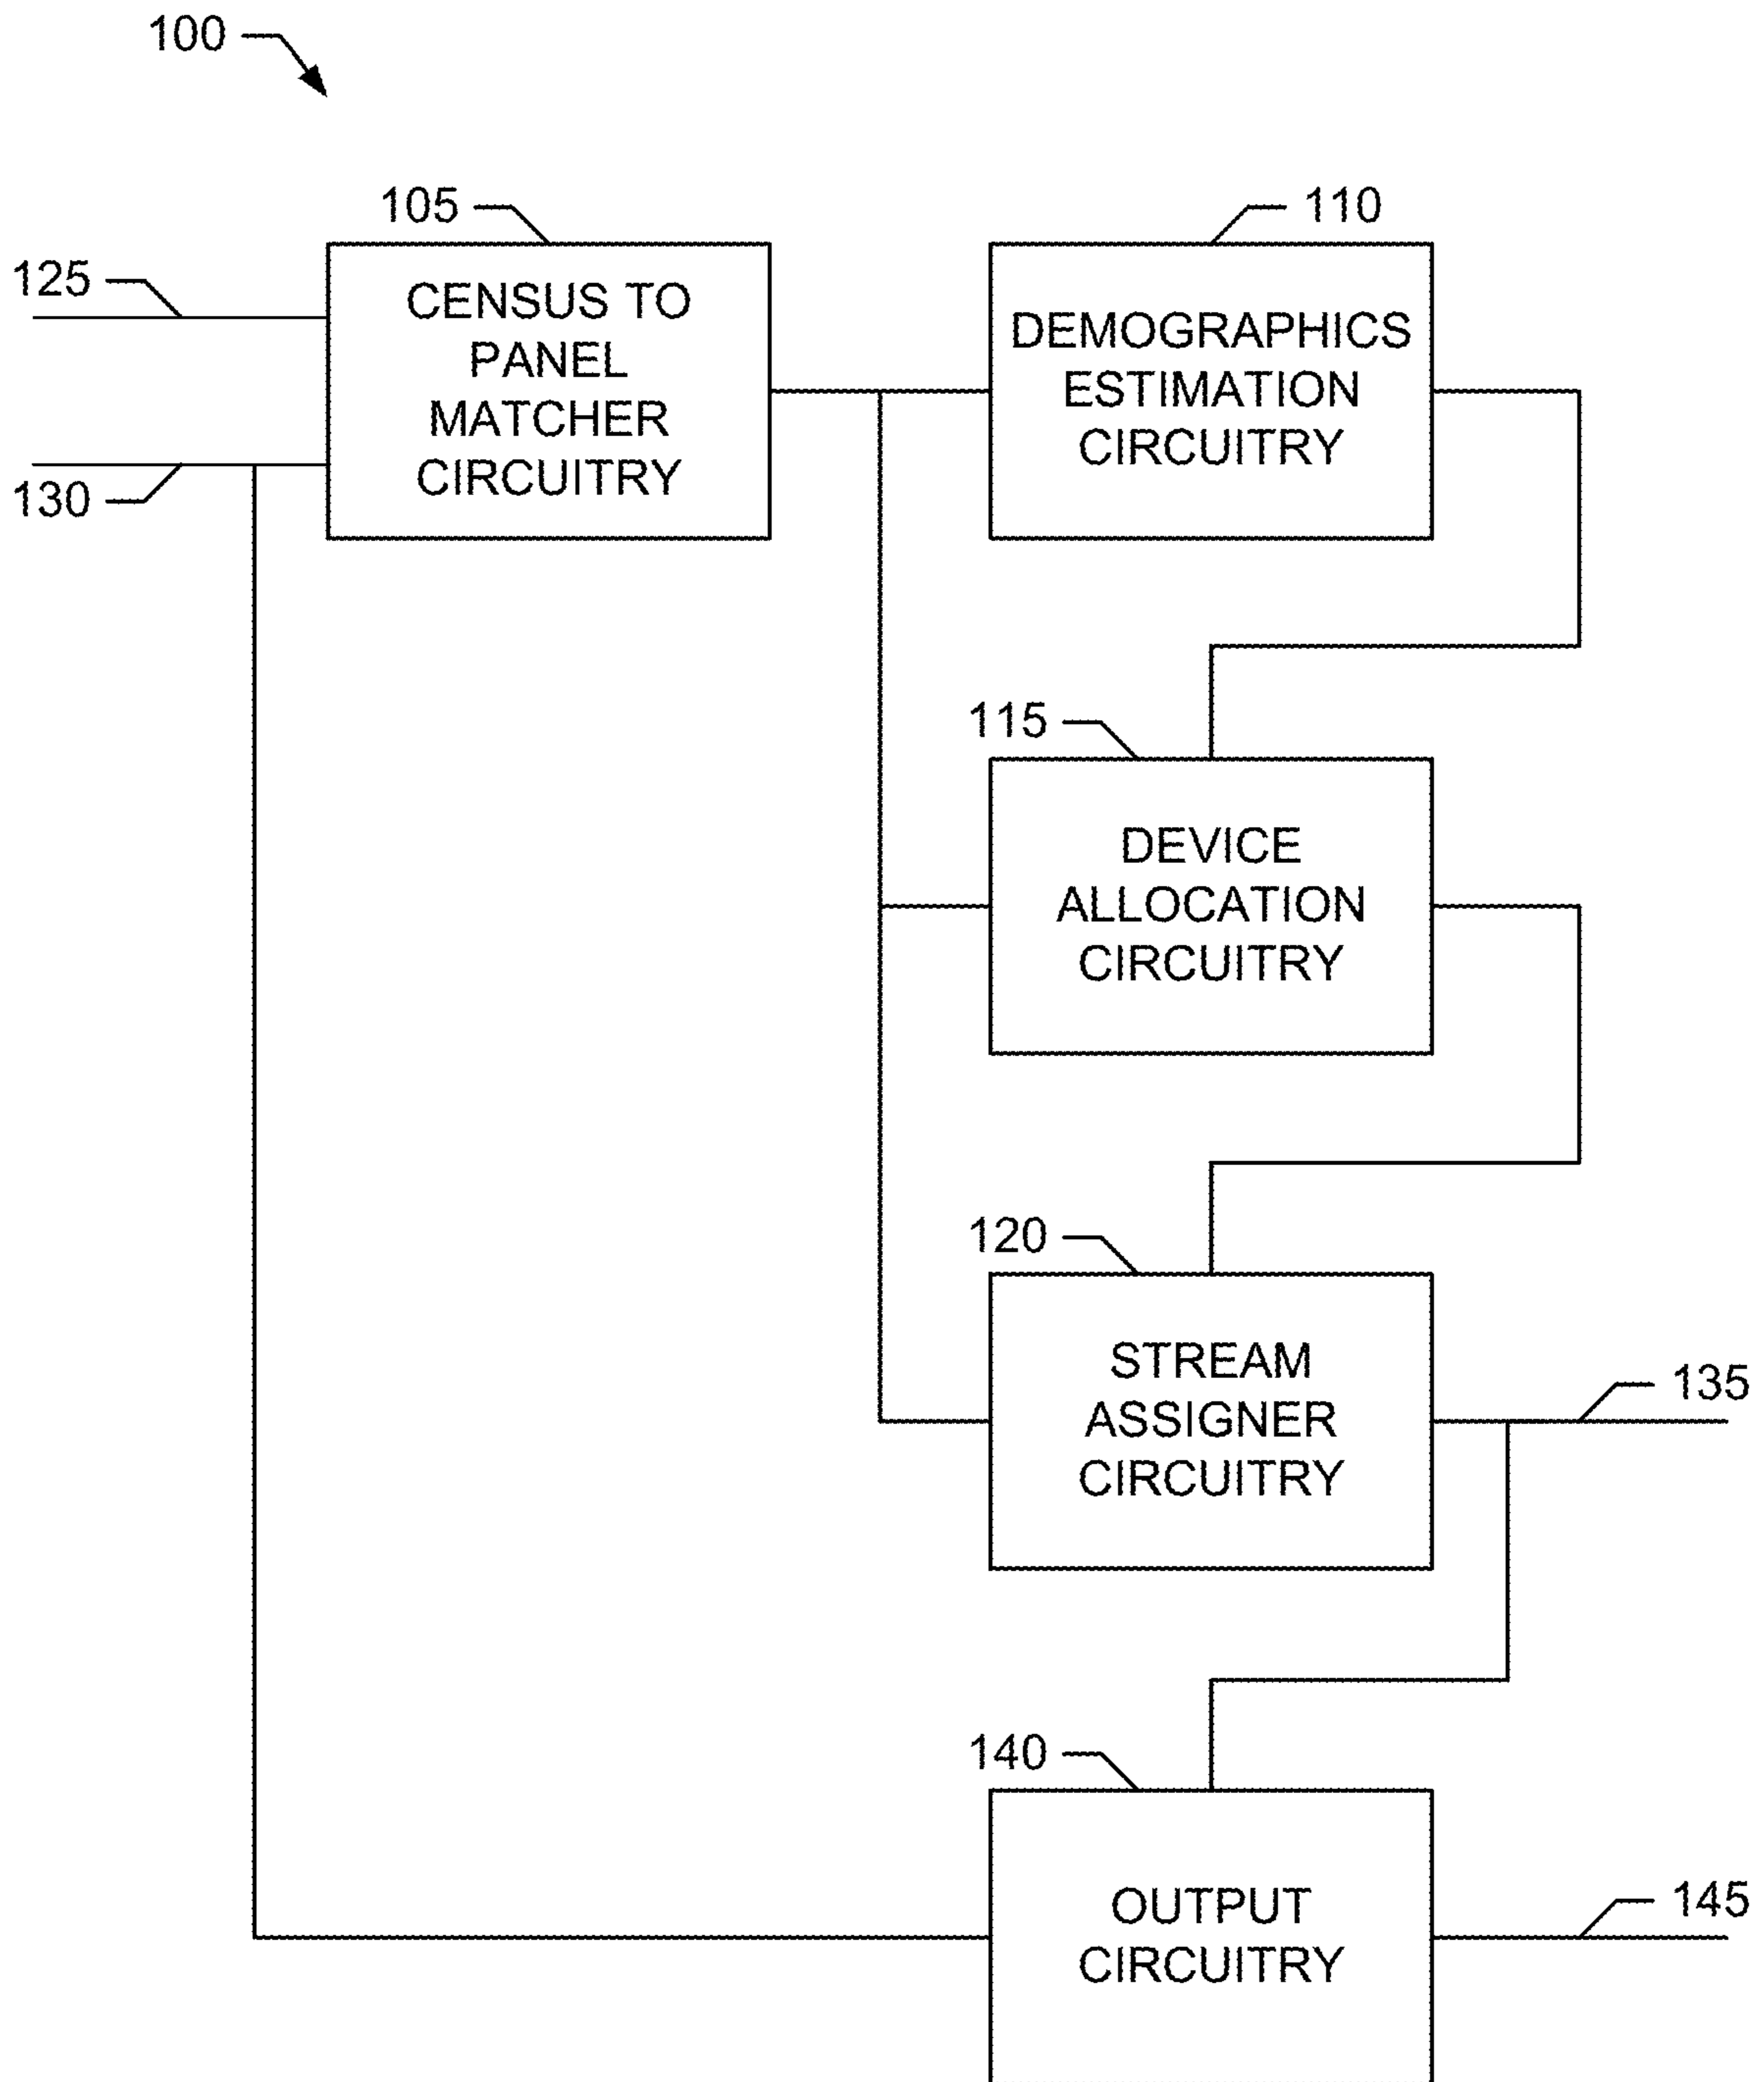 100
105
110
125
CENSUS TO
PANEL
MATCHER
CIRCUITRY
DEMOGRAPHICS
ESTIMATION
CIRCUITRY
130
115
DEVICE
ALLOCATION
CIRCUITRY
120
STREAM
ASSIGNER
CIRCUITRY
135
140
OUTPUT
CIRCUITRY
145